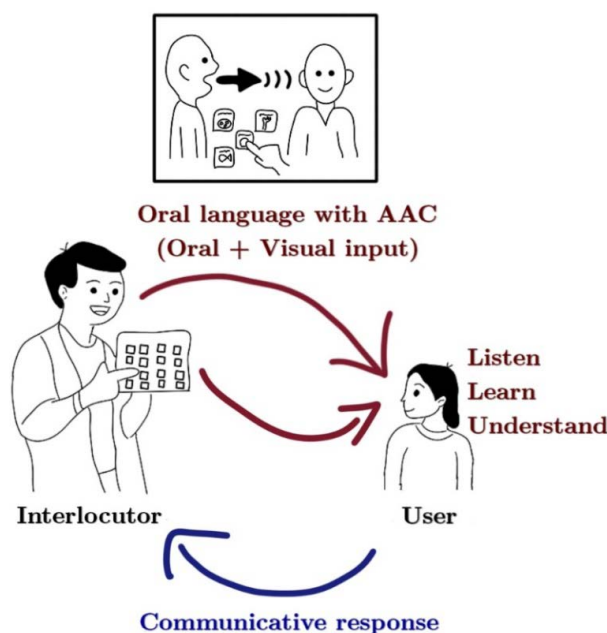 Oral language with AAC
(Oral + Visual input)
Listen
Learn
Understand
Interlocutor
User
Communicative response